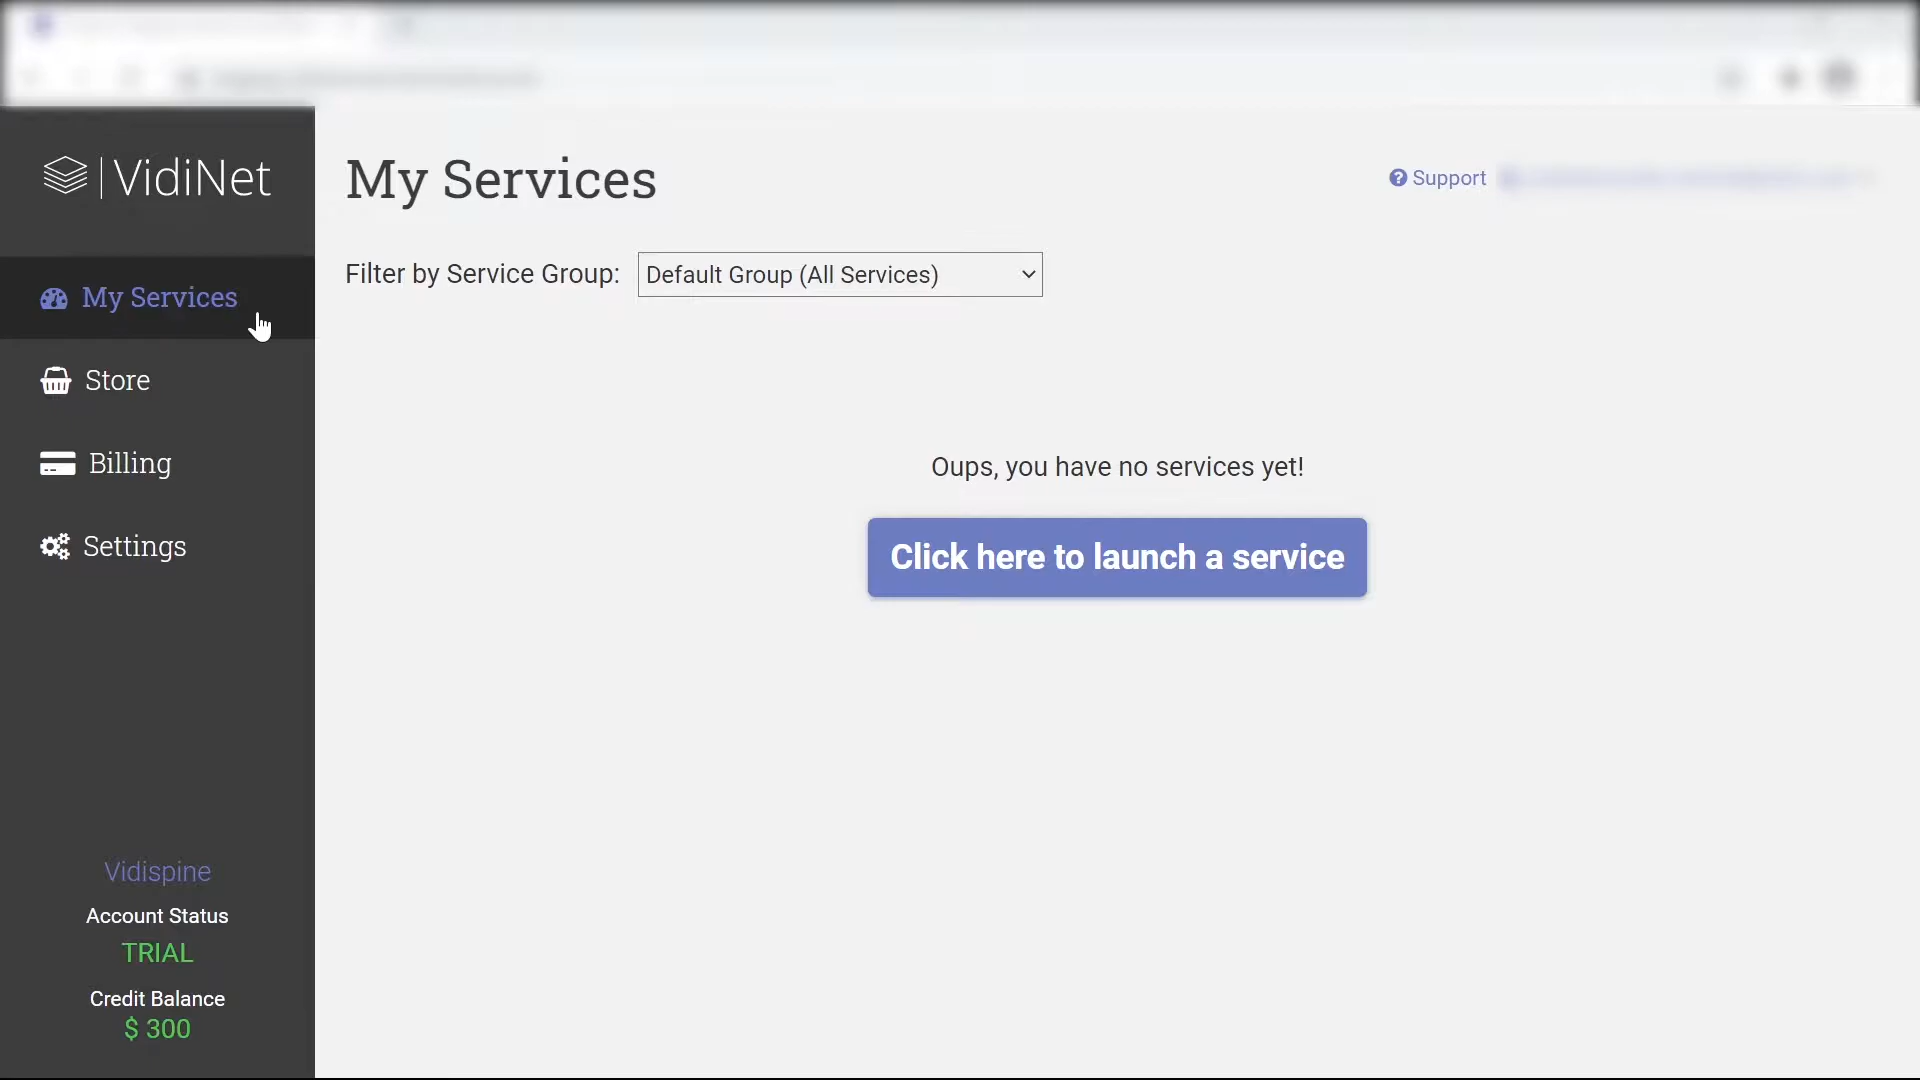 VidiNet
My Services
Store
Billing
Settings
Vidispine
Account Status
TRIAL
Credit Balance
$ 300
My Services
Support
Filter by Service Group: Default Group (All Services)
Oups, you have no services yet!
Click here to launch a service